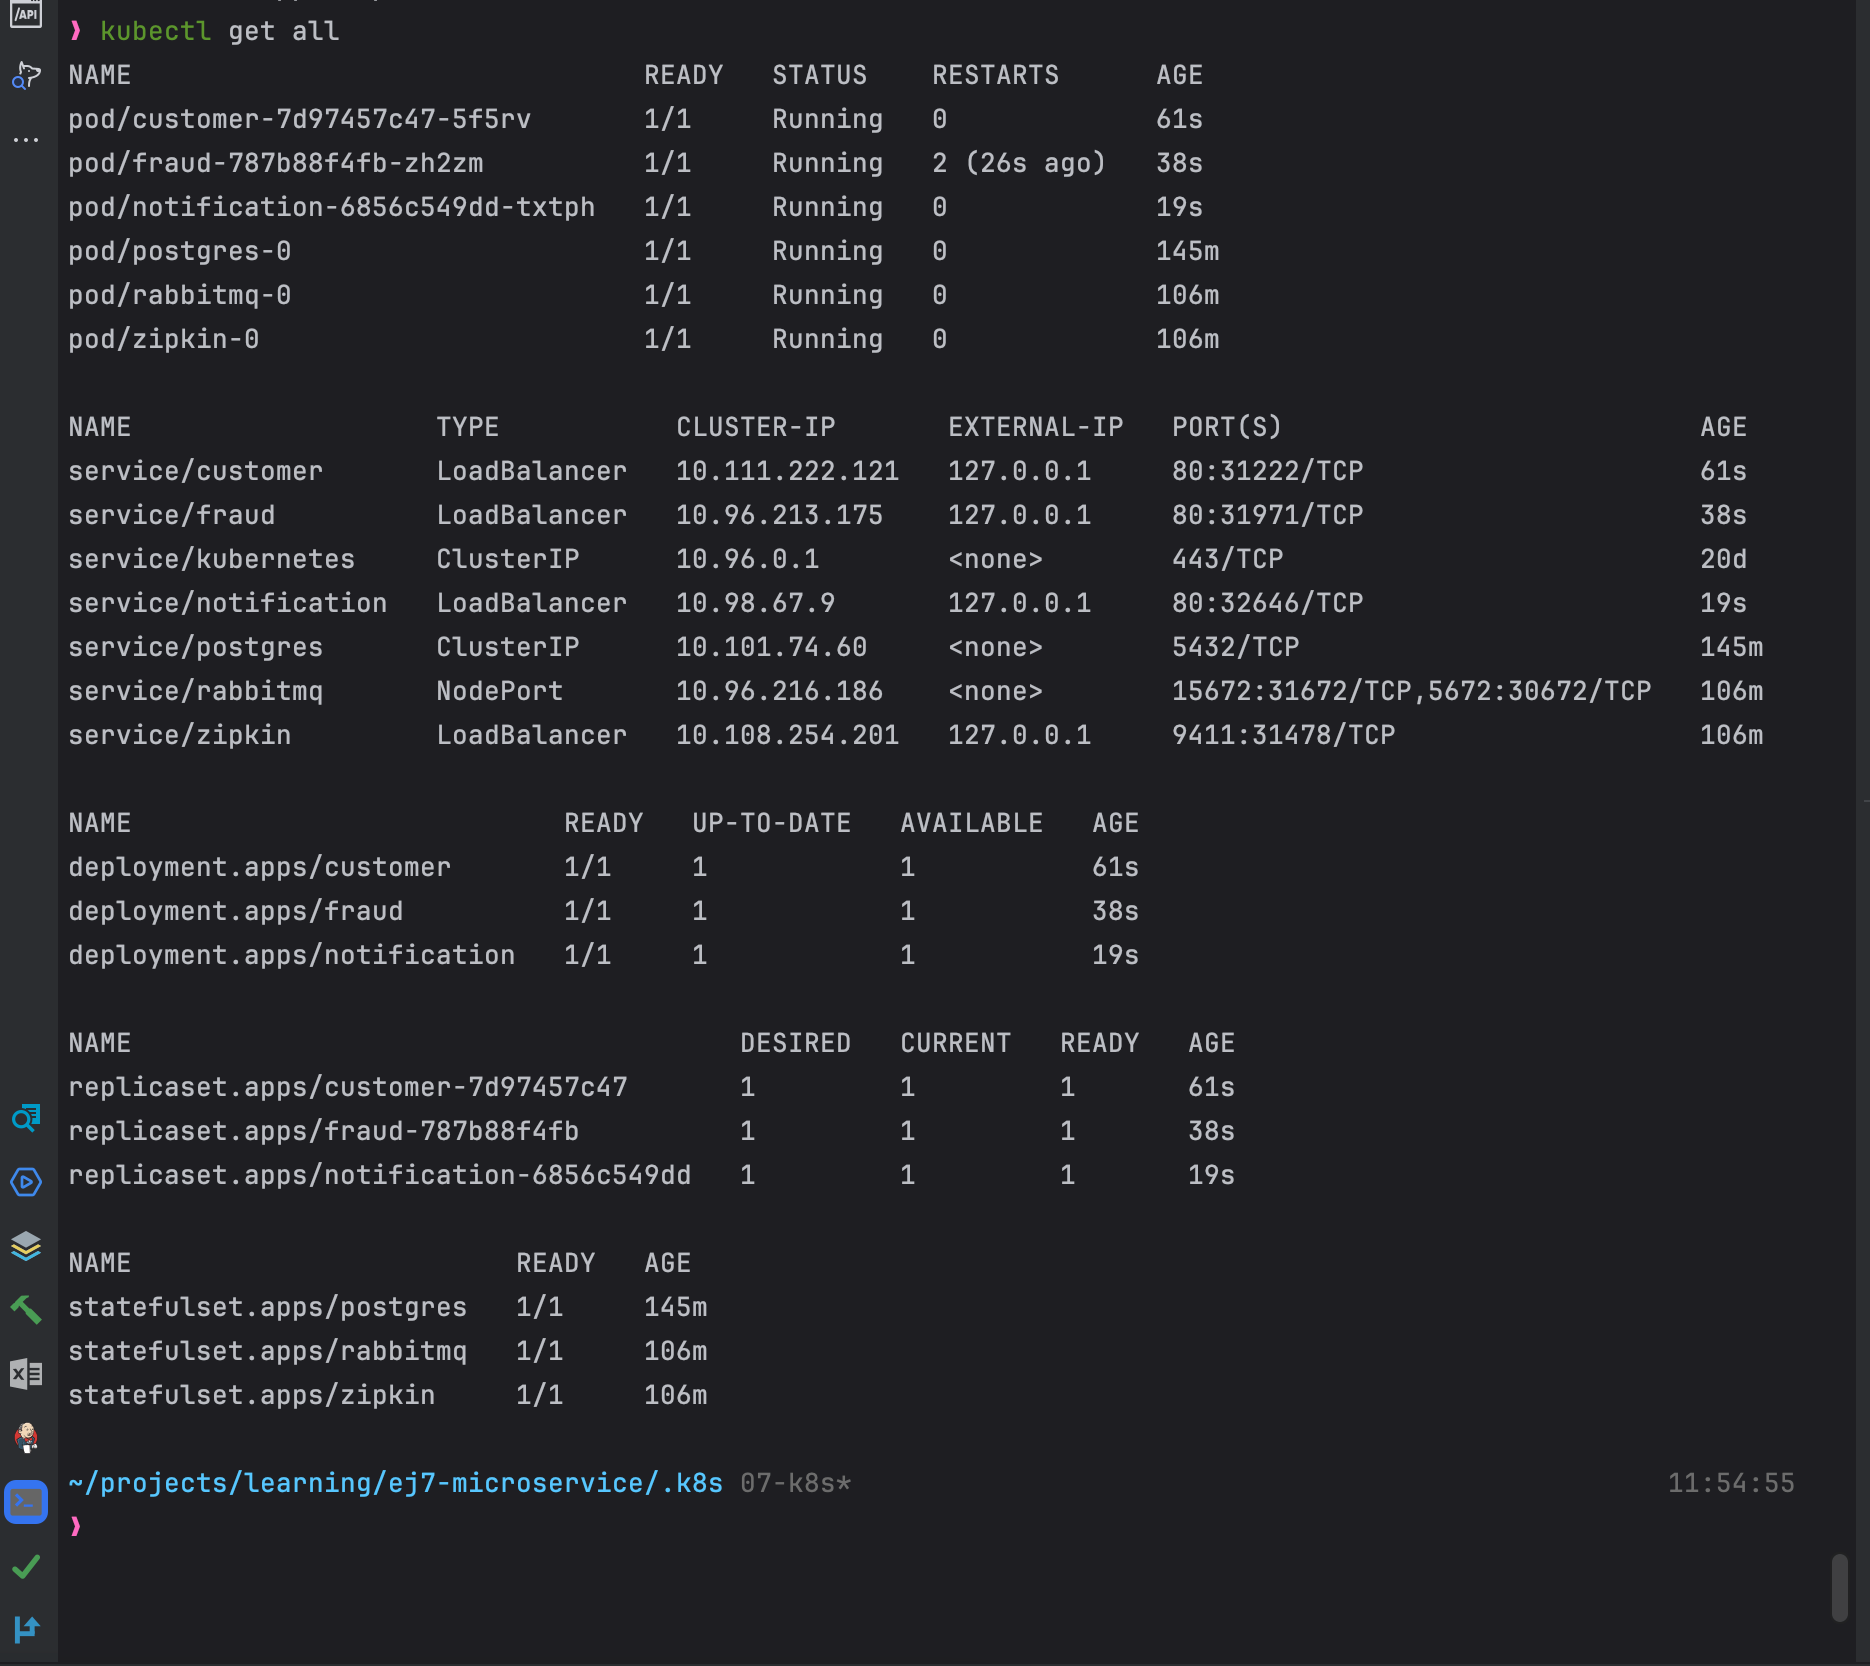 /API
❯ kubectl get all
NAME READY STATUS RESTARTS AGE
pod/customer-7d97457c47-5f5rv 1/1 Running 0 61s
pod/fraud-787b88f4fb-zh2zm 1/1 Running 2 (26s ago) 38s
pod/notification-6856c549dd-txtph 1/1 Running 0 19s
pod/postgres-0 1/1 Running 0 145m
pod/rabbitmq-0 1/1 Running 0 106m
pod/zipkin-0 1/1 Running 0 106m
NAME TYPE CLUSTER-IP EXTERNAL-IP PORT(S) AGE
service/customer LoadBalancer 10.111.222.121 127.0.0.1 80:31222/TCP 61s
service/fraud LoadBalancer 10.96.213.175 127.0.0.1 80:31971/TCP 38s
service/kubernetes ClusterIP 10.96.0.1 <none> 443/TCP 20d
service/notification LoadBalancer 10.98.67.9 127.0.0.1 80:32646/TCP 19s
service/postgres ClusterIP 10.101.74.60 <none> 5432/TCP 145m
service/rabbitmq NodePort 10.96.216.186 <none> 15672:31672/TCP,5672:30672/TCP 106m
service/zipkin LoadBalancer 10.108.254.201 127.0.0.1 9411:31478/TCP 106m
NAME READY UP-TO-DATE AVAILABLE AGE
deployment.apps/customer 1/1 1 1 61s
deployment.apps/fraud 1/1 1 1 38s
deployment.apps/notification 1/1 1 1 19s
NAME DESIRED CURRENT READY AGE
replicaset.apps/customer-7d97457c47 1 1 1 61s
replicaset.apps/fraud-787b88f4fb 1 1 1 38s
replicaset.apps/notification-6856c549dd 1 1 1 19s
NAME READY AGE
statefulset.apps/postgres 1/1 145m
statefulset.apps/rabbitmq 1/1 106m
statefulset.apps/zipkin 1/1 106m
~/projects/learning/ej7-microservice/.k8s 07-k8s* 11:54:55
❯